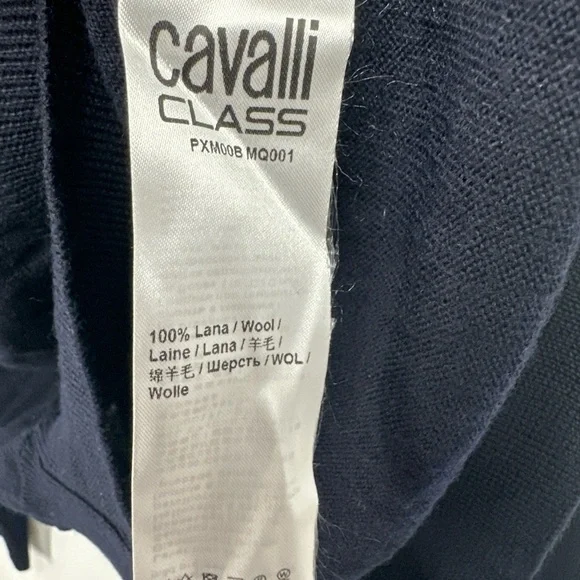 cavalli
CLASS
PXM00B MQ001
100% Lana / Wool /
Laine / Lana / 羊毛 /
绵羊毛 / Шерсть / WOL /
Wolle